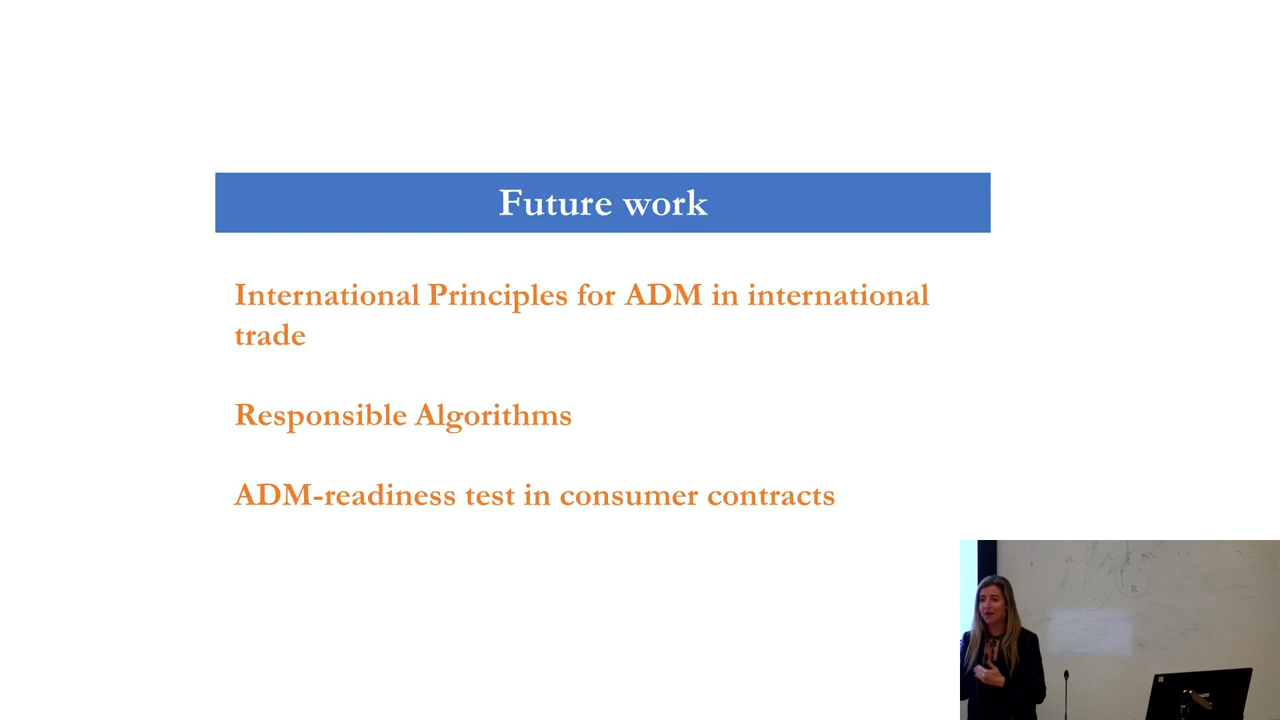 Future work
International Principles for ADM in international
trade
Responsible Algorithms
ADM-readiness test in consumer contracts